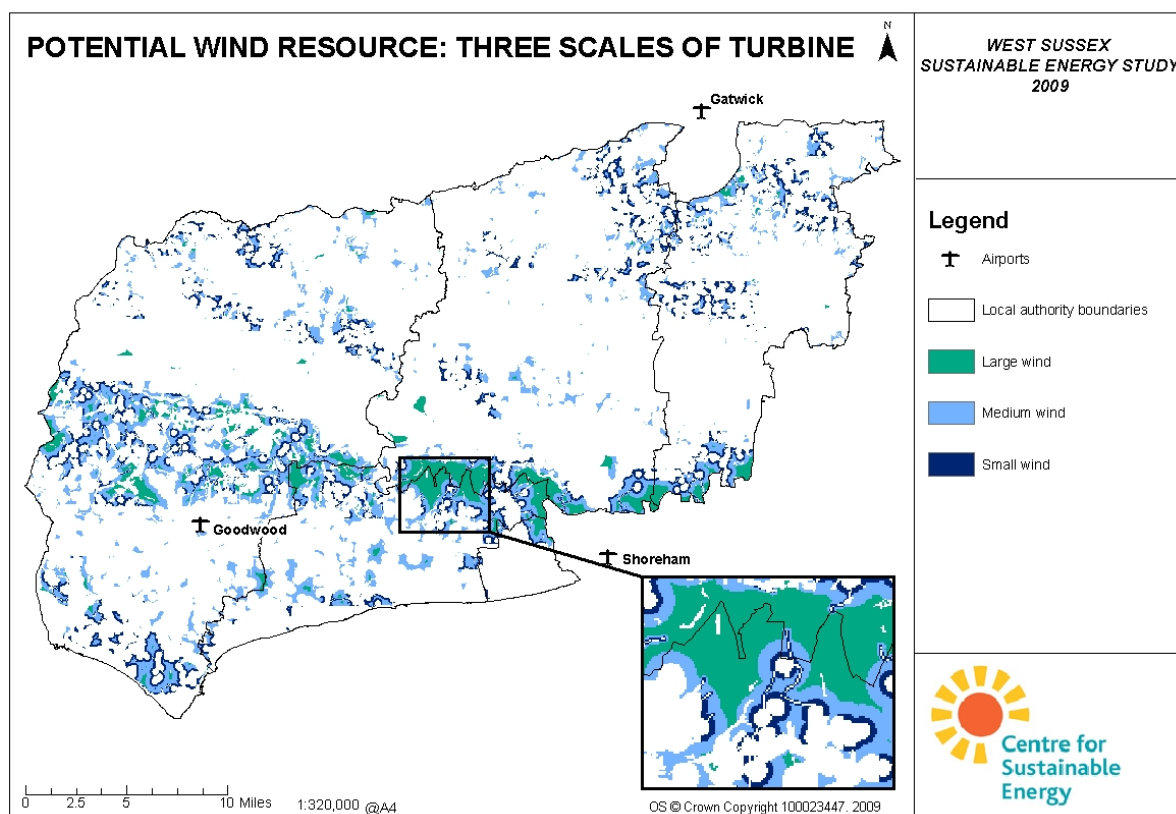 POTENTIAL WIND RESOURCE: THREE SCALES OF TURBINE
N
WEST SUSSEX
SUSTAINABLE ENERGY STUDY
2009
Gatwick
Legend
Airports
Local authority boundaries
Large wind
Medium wind
Small wind
Goodwood
Shoreham
0 2.5 5 10 Miles
1:320,000 @A4
OS © Crown Copyright 100023447. 2009
Centre for
Sustainable
Energy